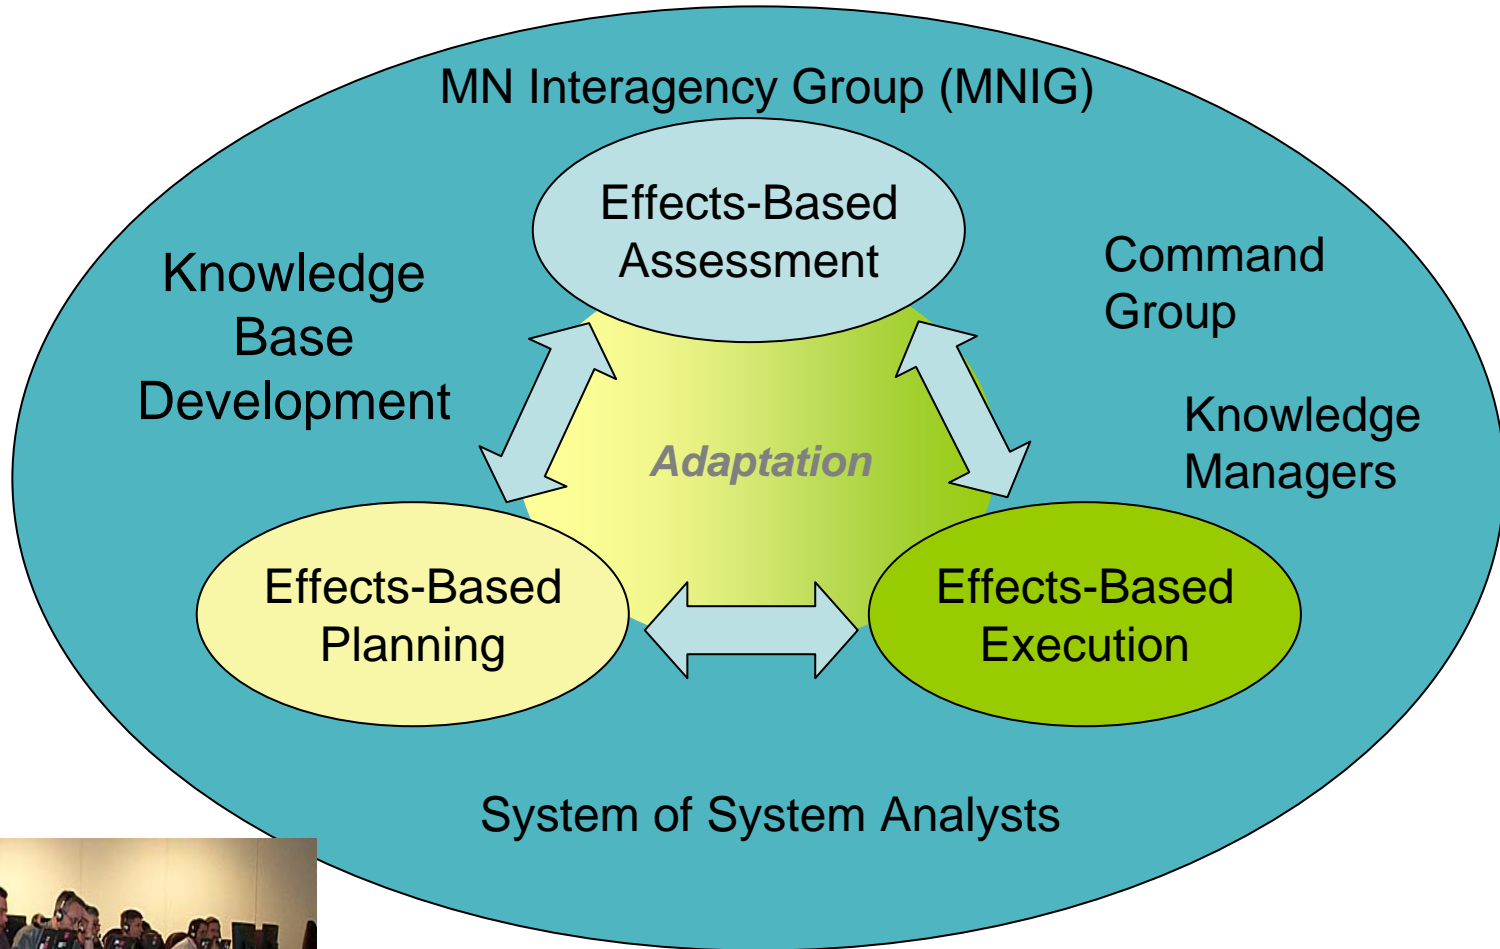 MN Interagency Group (MNIG)
Effects-Based
Assessment
Knowledge
Base
Development
Command
Group
Knowledge
Managers
Adaptation
Effects-Based
Planning
Effects-Based
Execution
System of System Analysts